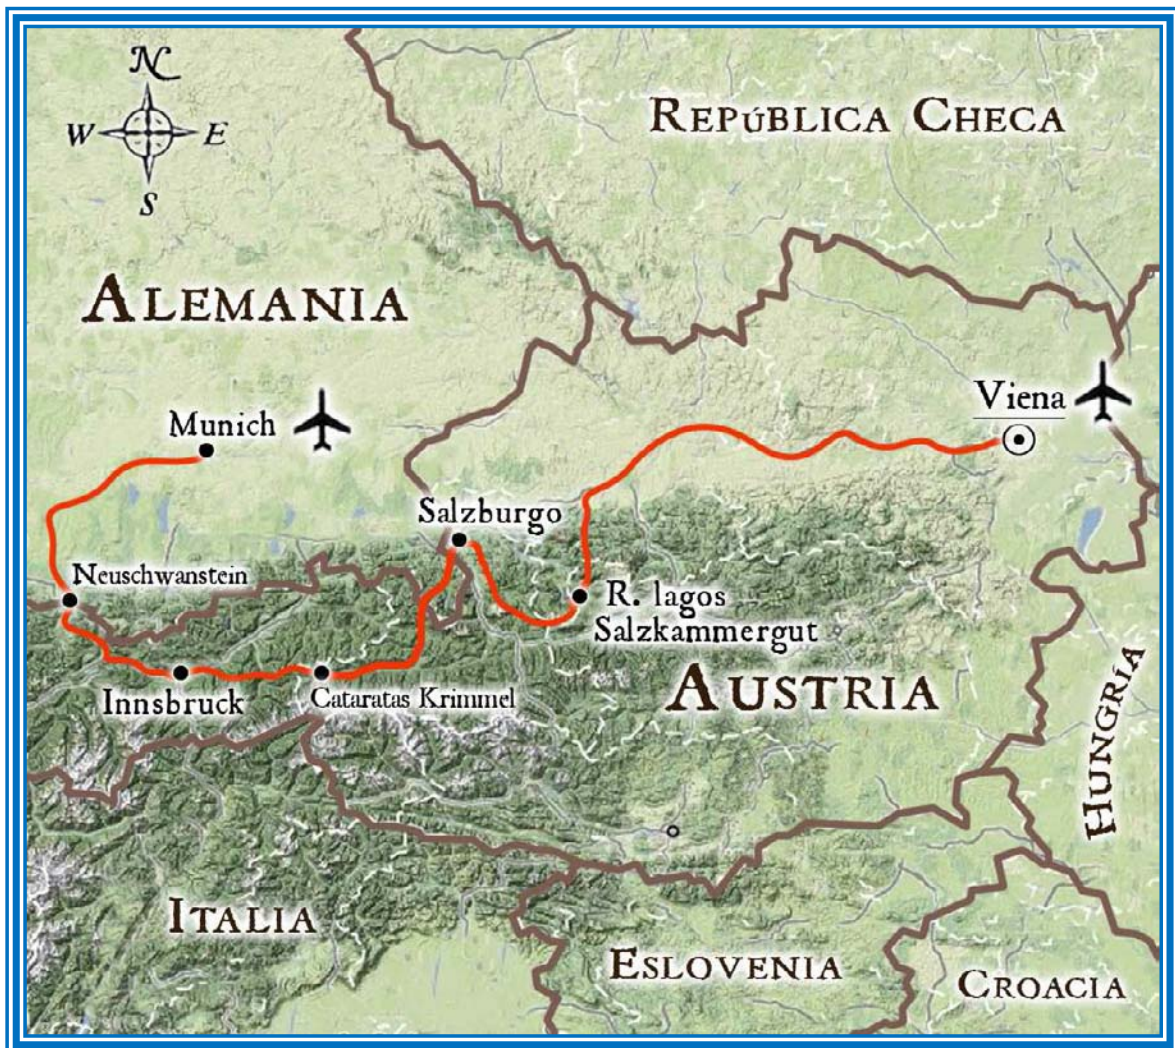 N
W E
S
REPÚBLICA CHECA
ALEMANIA
Viena
Munich
Salzburgo
Neuschwanstein
R. lagos
Salzkammergut
Innsbruck
Cataratas Krimmel
AUSTRIA
HUNGRÍA
ITALIA
ESLOVENIA
CROACIA